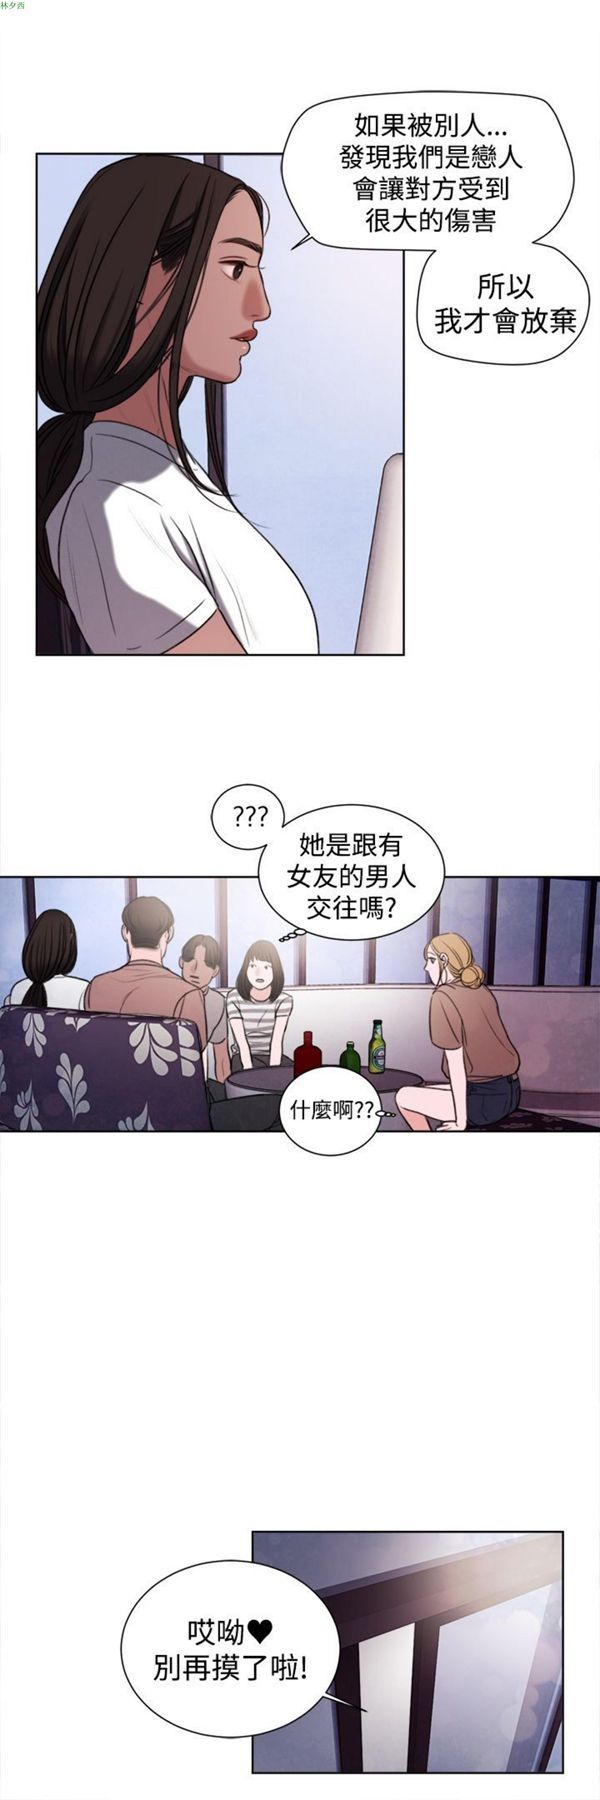 林夕西
如果被別人...
發現我們是戀人
會讓對方受到
很大的傷害
所以
我才會放棄
???
她是跟有
女友的男人
交往嗎?
什麼啊??
哎呦♥
別再摸了啦!